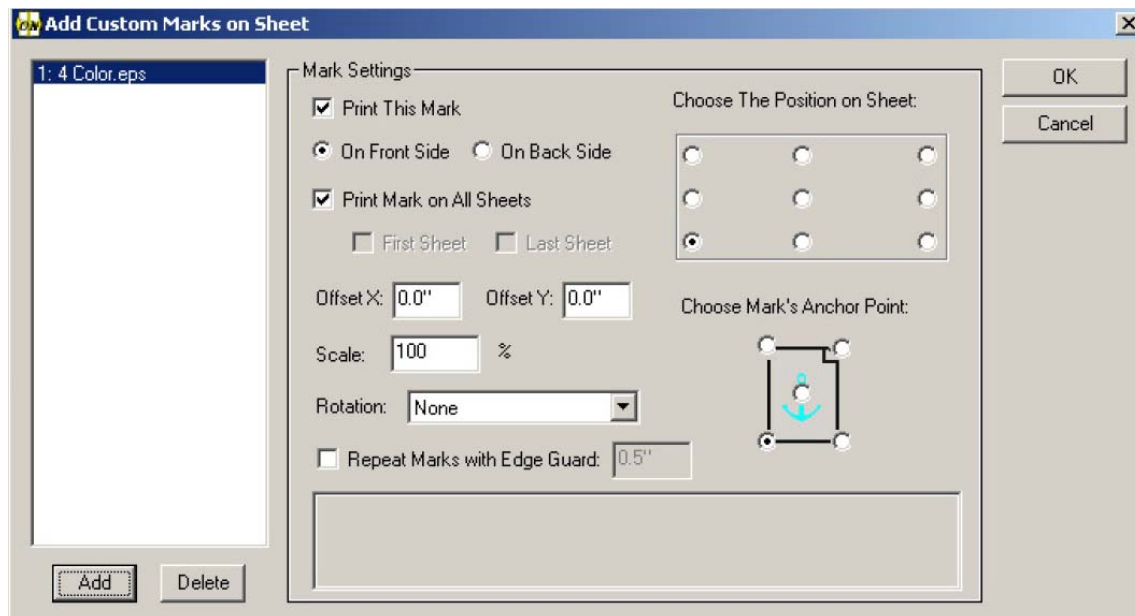 ON Add Custom Marks on Sheet
1: 4 Color.eps
Mark Settings
Print This Mark
On Front Side On Back Side
Print Mark on All Sheets
First Sheet Last Sheet
Offset X: 0.0" Offset Y: 0.0"
Scale: 100 %
Rotation: None
Repeat Marks with Edge Guard: 0.5"
Choose The Position on Sheet:
Choose Mark's Anchor Point:
OK
Cancel
Add Delete